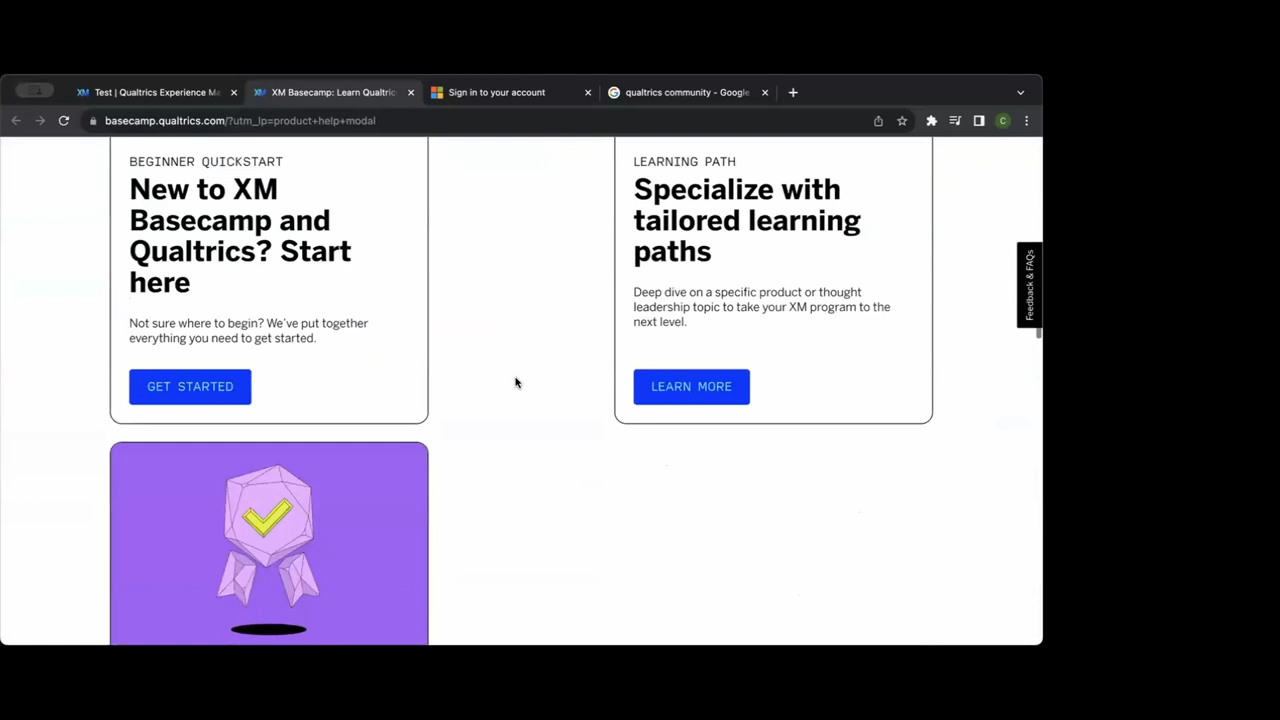 XM Test | Qualtrics Experience Ma
XM XM Basecamp: Learn Qualtric
Sign in to your account
qualtrics community - Google
basecamp.qualtrics.com/?utm_lp=product+help+modal
C
BEGINNER QUICKSTART
New to XM
Basecamp and
Qualtrics? Start
here
Not sure where to begin? We've put together
everything you need to get started.
GET STARTED
LEARNING PATH
Specialize with
tailored learning
paths
Deep dive on a specific product or thought
leadership topic to take your XM program to the
next level.
LEARN MORE
Feedback & FAQs